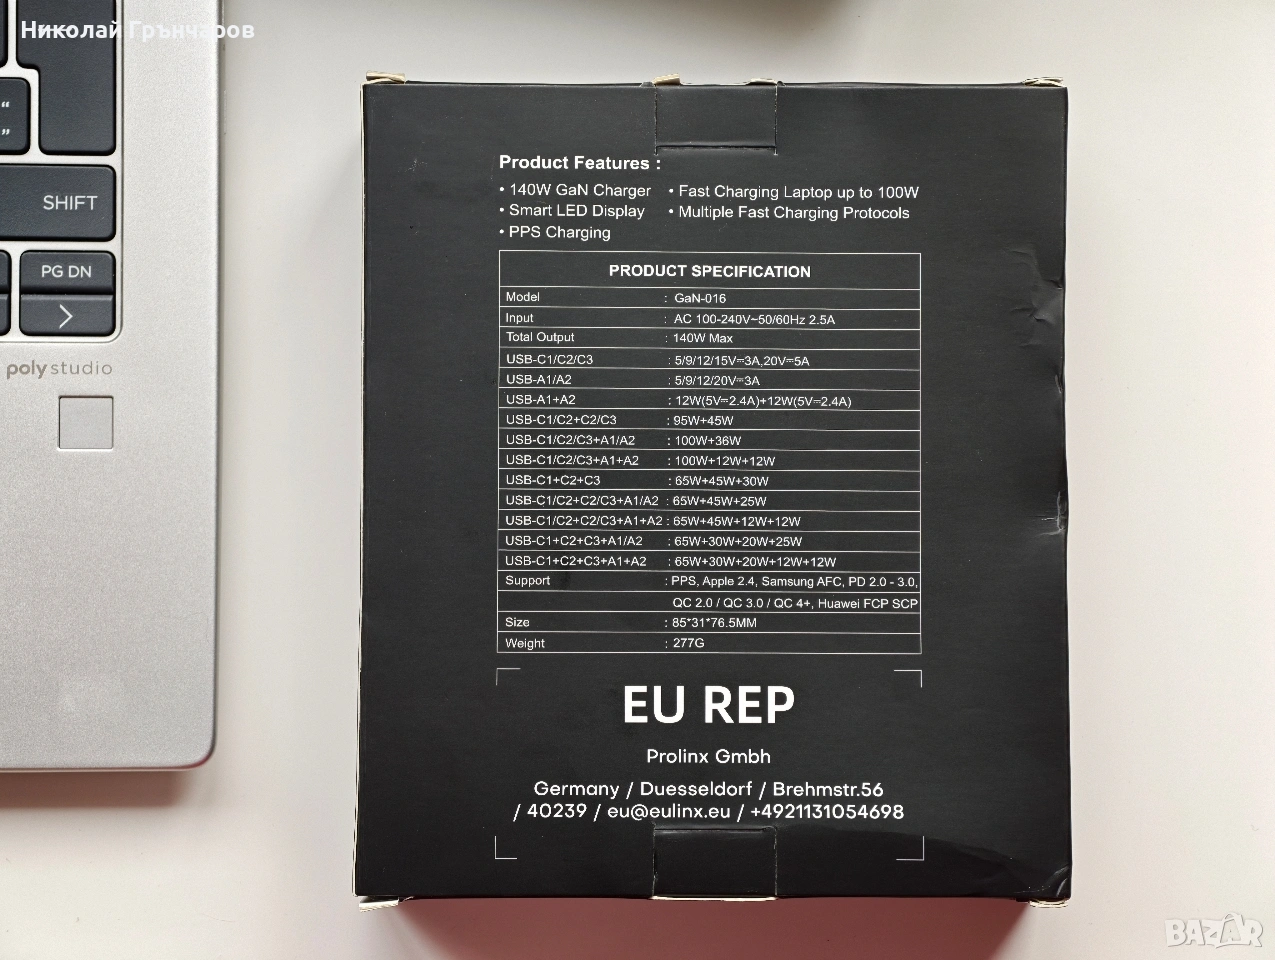 Николай Грънчаров
“
”
SHIFT
PG DN
poly studio
Product Features :
• 140W GaN Charger
• Smart LED Display
• PPS Charging
• Fast Charging Laptop up to 100W
• Multiple Fast Charging Protocols
PRODUCT SPECIFICATION
Model : GaN-016
Input : AC 100-240V~50/60Hz 2.5A
Total Output : 140W Max
USB-C1/C2/C3 : 5/9/12/15V⎓3A,20V⎓5A
USB-A1/A2 : 5/9/12/20V⎓3A
USB-A1+A2 : 12W(5V⎓2.4A)+12W(5V⎓2.4A)
USB-C1/C2+C2/C3 : 95W+45W
USB-C1/C2/C3+A1/A2 : 100W+36W
USB-C1/C2/C3+A1+A2 : 100W+12W+12W
USB-C1+C2+C3 : 65W+45W+30W
USB-C1/C2+C2/C3+A1/A2 : 65W+45W+25W
USB-C1/C2+C2/C3+A1+A2 : 65W+45W+12W+12W
USB-C1+C2+C3+A1/A2 : 65W+30W+20W+25W
USB-C1+C2+C3+A1+A2 : 65W+30W+20W+12W+12W
Support : PPS, Apple 2.4, Samsung AFC, PD 2.0 - 3.0,
QC 2.0 / QC 3.0 / QC 4+, Huawei FCP SCP
Size : 85*31*76.5MM
Weight : 277G
EU REP
Prolinx Gmbh
Germany / Duesseldorf / Brehmstr.56
/ 40239 / eu@eulinx.eu / +4921131054698
BAZAR